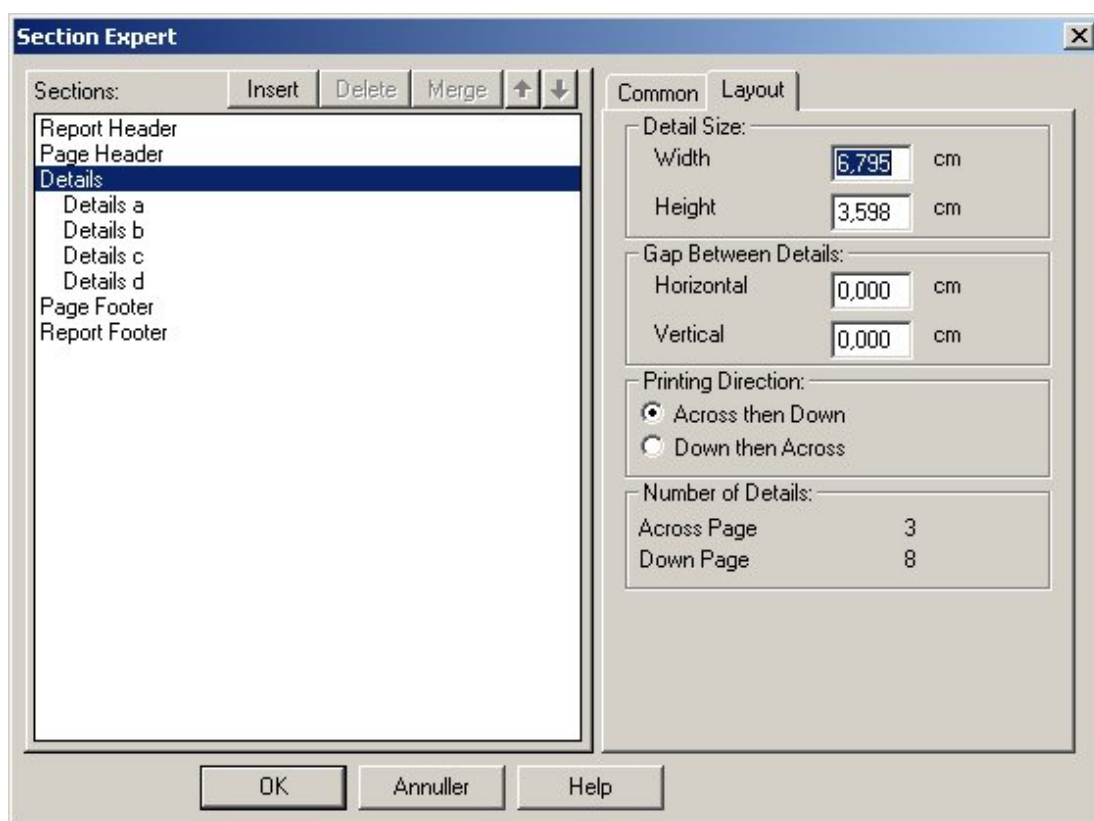 Section Expert
Sections:
Insert
Delete
Merge
Report Header
Page Header
Details
Details a
Details b
Details c
Details d
Page Footer
Report Footer
Common
Layout
Detail Size:
Width 6,795 cm
Height 3,598 cm
Gap Between Details:
Horizontal 0,000 cm
Vertical 0,000 cm
Printing Direction:
Across then Down
Down then Across
Number of Details:
Across Page 3
Down Page 8
OK
Annuller
Help